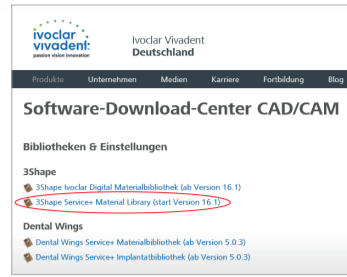 ivoclar
vivadent:
passion vision innovation
Ivoclar Vivadent
Deutschland
Produkte Unternehmen Medien Karriere Fortbildung Blog
Software-Download-Center CAD/CAM
Bibliotheken & Einstellungen
3Shape
3Shape Ivoclar Digital Materialbibliothek (ab Version 16.1)
3Shape Service+ Material Library (start Version 16.1)
Dental Wings
Dental Wings Service+ Materialbibliothek (ab Version 5.0.3)
Dental Wings Service+ Implantatbibliothek (ab Version 5.0.3)